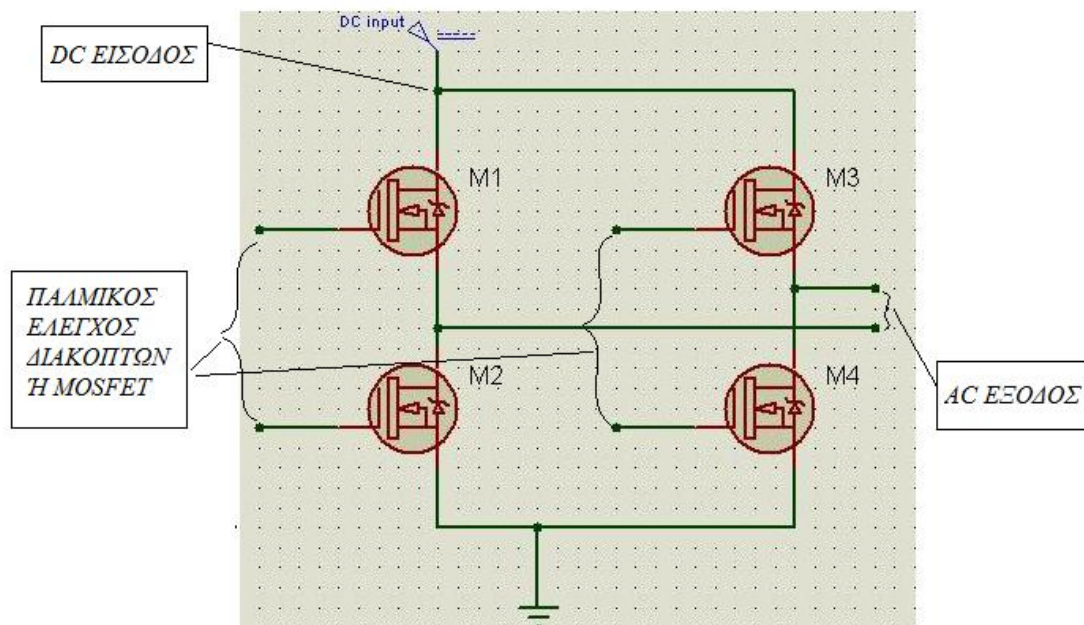 DC input
DC ΕΙΣΟΔΟΣ
M1
M3
ΠΑΛΜΙΚΟΣ
ΕΛΕΓΧΟΣ
ΔΙΑΚΟΠΤΩΝ
Ή MOSFET
M2
M4
AC ΕΞΟΔΟΣ